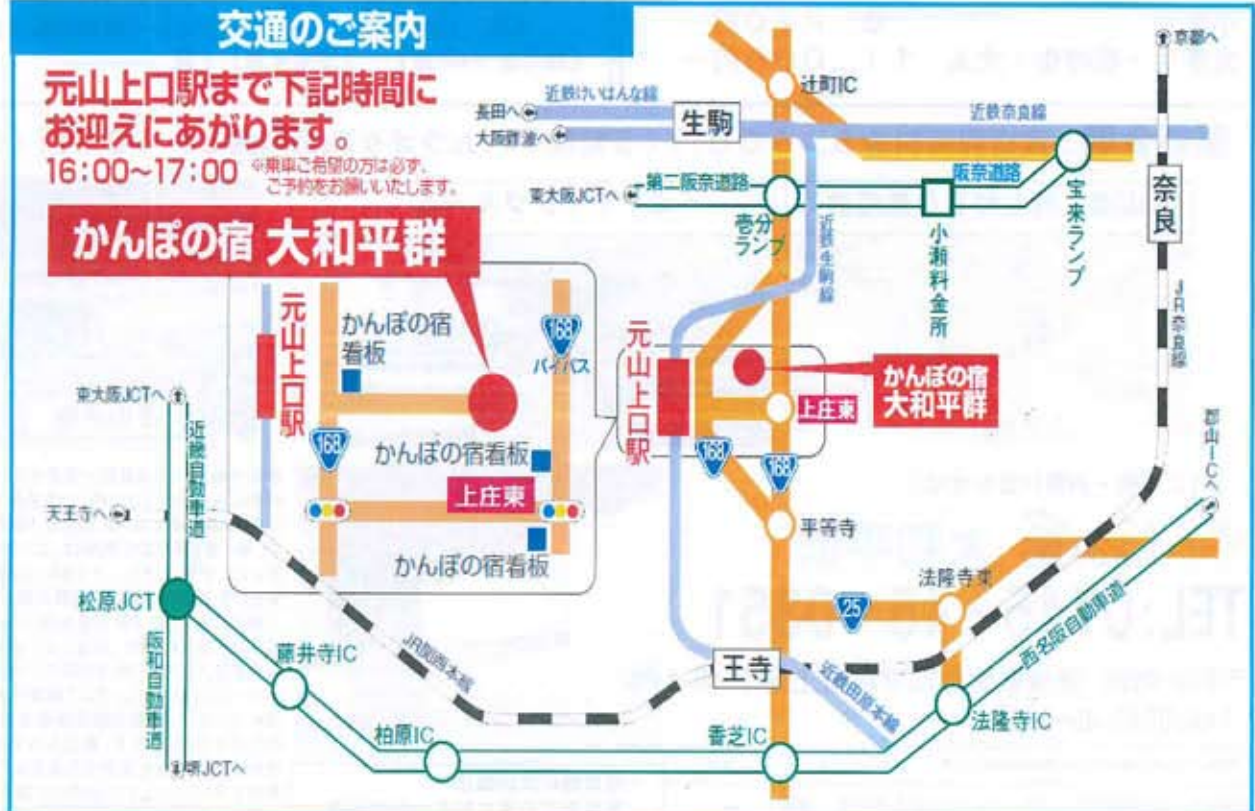 交通のご案内
元山上口駅まで下記時間に
お迎えにあがります。
16:00〜17:00
※乗車ご希望の方は必ず、
ご予約をお願いいたします。
かんぽの宿 大和平群
元山上口駅
かんぽの宿
看板
168
バイパス
168
かんぽの宿看板
上庄東
かんぽの宿看板
東大阪JCTへ
近畿自動車道
天王寺へ
松原JCT
阪和自動車道
藤井寺IC
柏原IC
JR関西本線
長田へ
近鉄けいはんな線
大阪難波へ
生駒
辻町IC
近鉄奈良線
京都へ
東大阪JCTへ
第二阪奈道路
阪奈道路
壱分
ランプ
近鉄生駒線
小瀬料金所
宝来ランプ
奈良
JR奈良線
元山上口駅
かんぽの宿
大和平群
上庄東
168
168
平等寺
郡山ICへ
法隆寺東
25
西名阪自動車道
王寺
近鉄田原本線
香芝IC
法隆寺IC